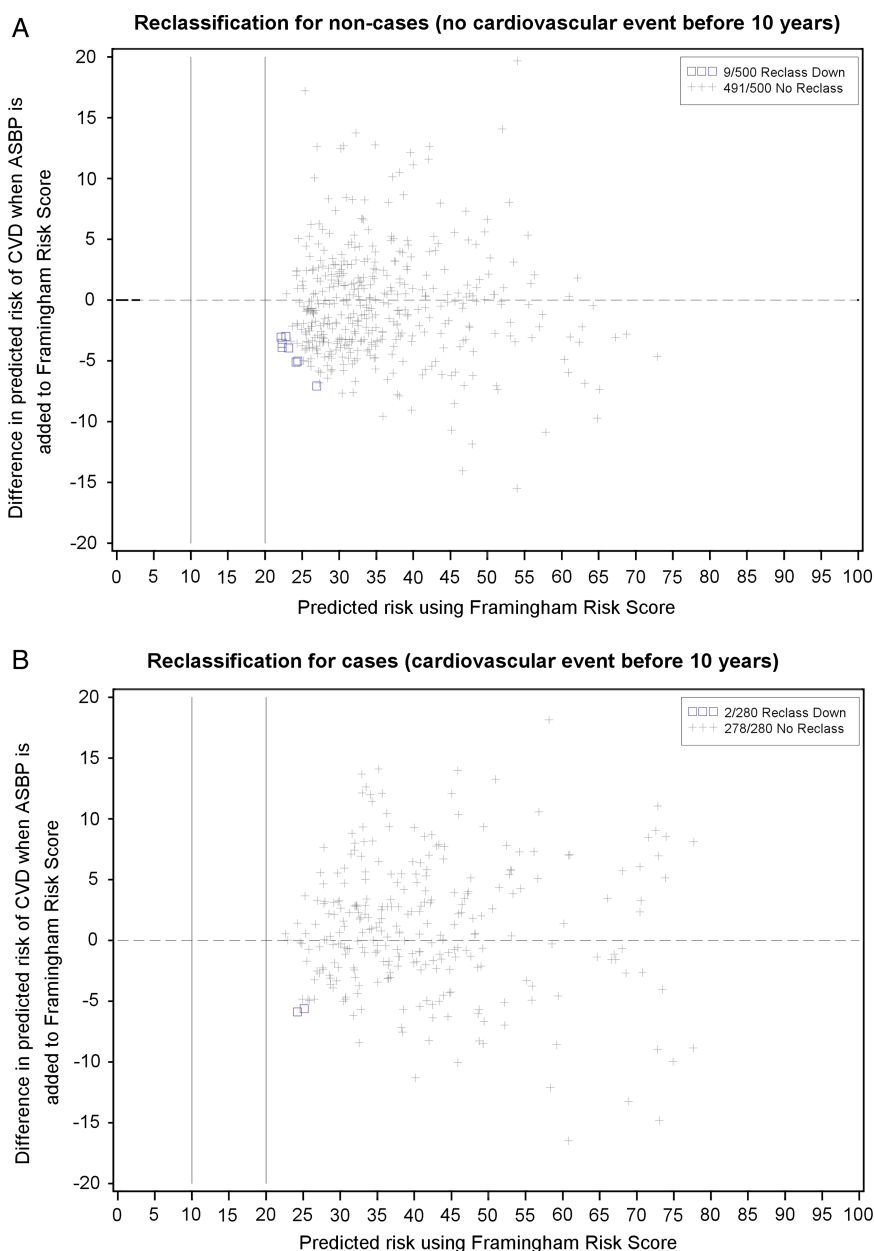 A
Reclassification for non-cases (no cardiovascular event before 10 years)
Difference in predicted risk of CVD when ASBP is
added to Framingham Risk Score
20
15
10
5
0
-5
-10
-15
-20
9/500 Reclass Down
491/500 No Reclass
0 5 10 15 20 25 30 35 40 45 50 55 60 65 70 75 80 85 90 95 100
Predicted risk using Framingham Risk Score
B
Reclassification for cases (cardiovascular event before 10 years)
Difference in predicted risk of CVD when ASBP is
added to Framingham Risk Score
20
15
10
5
0
-5
-10
-15
-20
2/280 Reclass Down
278/280 No Reclass
0 5 10 15 20 25 30 35 40 45 50 55 60 65 70 75 80 85 90 95 100
Predicted risk using Framingham Risk Score